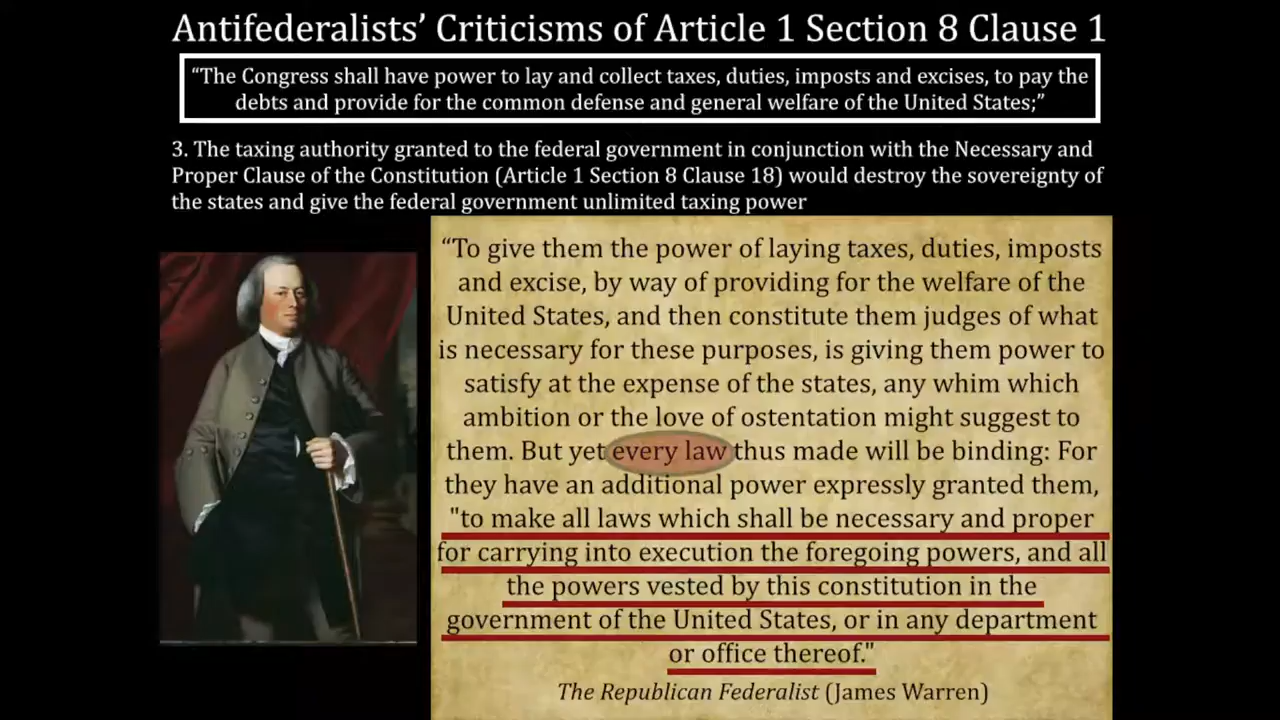 Antifederalists’ Criticisms of Article 1 Section 8 Clause 1
“The Congress shall have power to lay and collect taxes, duties, imposts and excises, to pay the
debts and provide for the common defense and general welfare of the United States;”
3. The taxing authority granted to the federal government in conjunction with the Necessary and
Proper Clause of the Constitution (Article 1 Section 8 Clause 18) would destroy the sovereignty of
the states and give the federal government unlimited taxing power
“To give them the power of laying taxes, duties, imposts
and excise, by way of providing for the welfare of the
United States, and then constitute them judges of what
is necessary for these purposes, is giving them power to
satisfy at the expense of the states, any whim which
ambition or the love of ostentation might suggest to
them. But yet every law thus made will be binding: For
they have an additional power expressly granted them,
"to make all laws which shall be necessary and proper
for carrying into execution the foregoing powers, and all
the powers vested by this constitution in the
government of the United States, or in any department
or office thereof."
The Republican Federalist (James Warren)